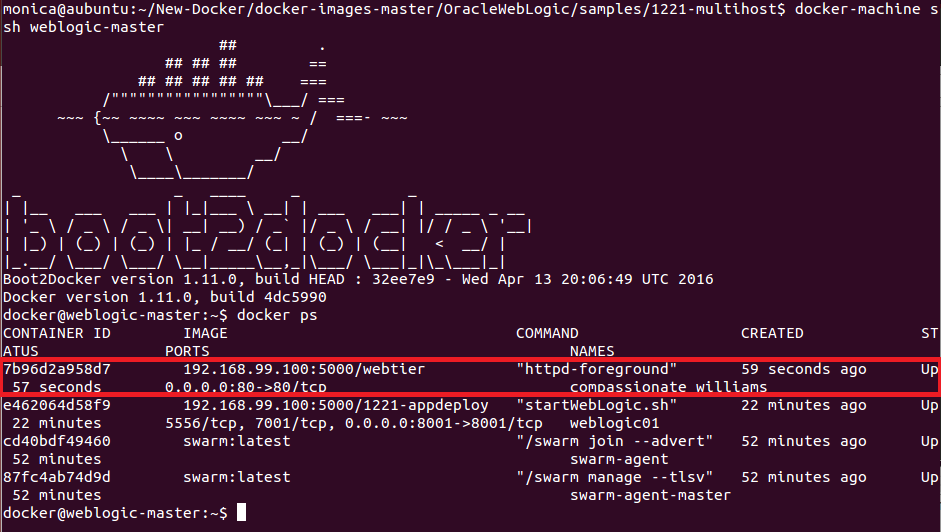 monica@aubuntu:~/New-Docker/docker-images-master/OracleWebLogic/samples/1221-multihost$ docker-machine s
sh weblogic-master
                        ##         .
                  ## ## ##        ==
               ## ## ## ## ##    ===
           /"""""""""""""""""\___/ ===
      ~~~ {~~ ~~~~ ~~~ ~~~~ ~~~ ~ /  ===- ~~~
           \______ o           __/
             \    \         __/
              \____\_______/
 _                 _   ____     _            _
| |__   ___   ___ | |_|___ \ __| | ___   ___| | _____ _ __
| '_ \ / _ \ / _ \| __| __) / _` |/ _ \ / __| |/ / _ \ '__|
| |_) | (_) | (_) | |_ / __/ (_| | (_) | (__|   <  __/ |
|_.__/ \___/ \___/ \__|_____\__,_|\___/ \___|_|\_\___|_|
Boot2Docker version 1.11.0, build HEAD : 32ee7e9 - Wed Apr 13 20:06:49 UTC 2016
Docker version 1.11.0, build 4dc5990
docker@weblogic-master:~$ docker ps
CONTAINER ID        IMAGE                                COMMAND                  CREATED             ST
ATUS              PORTS                                        NAMES
7b96d2a958d7        192.168.99.100:5000/webtier          "httpd-foreground"       59 seconds ago      Up
 57 seconds       0.0.0.0:80->80/tcp                           compassionate_williams
e462064d58f9        192.168.99.100:5000/1221-appdeploy   "startWebLogic.sh"       22 minutes ago      Up
 22 minutes       5556/tcp, 7001/tcp, 0.0.0.0:8001->8001/tcp   weblogic01
cd40bdf49460        swarm:latest                         "/swarm join --advert"   52 minutes ago      Up
 52 minutes                                                    swarm-agent
87fc4ab74d9d        swarm:latest                         "/swarm manage --tlsv"   52 minutes ago      Up
 52 minutes                                                    swarm-agent-master
docker@weblogic-master:~$